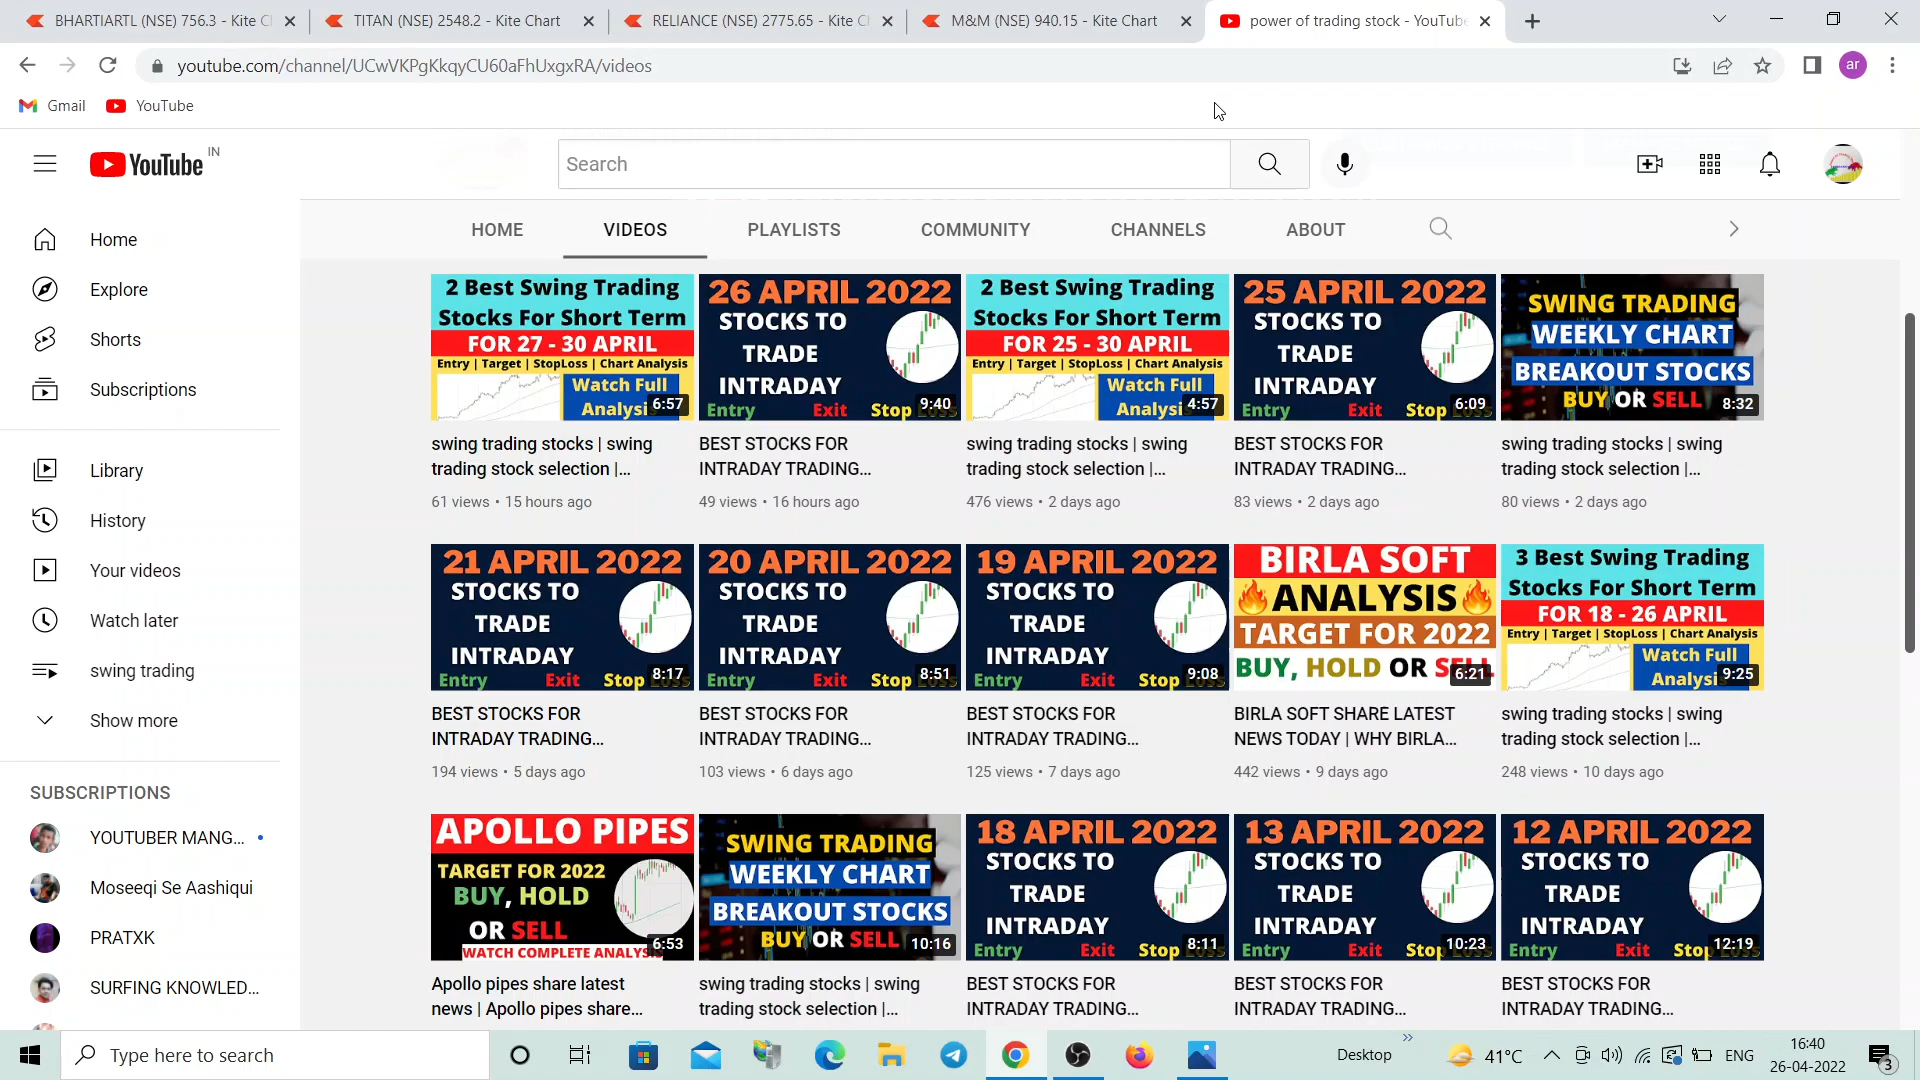 BHARTIARTL (NSE) 756.3 - Kite C
TITAN (NSE) 2548.2 - Kite Chart
RELIANCE (NSE) 2775.65 - Kite C
M&M (NSE) 940.15 - Kite Chart
power of trading stock - YouTube
youtube.com/channel/UCwVKPgKkqyCU60aFhUxgxRA/videos
ar
Gmail
YouTube
YouTube IN
Search
HOME
VIDEOS
PLAYLISTS
COMMUNITY
CHANNELS
ABOUT
Home
Explore
Shorts
Subscriptions
Library
History
Your videos
Watch later
swing trading
Show more
SUBSCRIPTIONS
YOUTUBER MANG...
Moseeqi Se Aashiqui
PRATXK
SURFING KNOWLED...
2 Best Swing Trading
Stocks For Short Term
FOR 27 - 30 APRIL
Entry | Target | StopLoss | Chart Analysis
Watch Full
Analysi
6:57
swing trading stocks | swing
trading stock selection |...
61 views • 15 hours ago
26 APRIL 2022
STOCKS TO
TRADE
INTRADAY
Entry Exit Stop Loss
9:40
BEST STOCKS FOR
INTRADAY TRADING...
49 views • 16 hours ago
2 Best Swing Trading
Stocks For Short Term
FOR 25 - 30 APRIL
Entry | Target | StopLoss | Chart Analysis
Watch Full
Analysi
4:57
swing trading stocks | swing
trading stock selection |...
476 views • 2 days ago
25 APRIL 2022
STOCKS TO
TRADE
INTRADAY
Entry Exit Stop Loss
6:09
BEST STOCKS FOR
INTRADAY TRADING...
83 views • 2 days ago
SWING TRADING
WEEKLY CHART
BREAKOUT STOCKS
BUY OR SELL
8:32
swing trading stocks | swing
trading stock selection |...
80 views • 2 days ago
21 APRIL 2022
STOCKS TO
TRADE
INTRADAY
Entry Exit Stop Loss
8:17
BEST STOCKS FOR
INTRADAY TRADING...
194 views • 5 days ago
20 APRIL 2022
STOCKS TO
TRADE
INTRADAY
Entry Exit Stop Loss
8:51
BEST STOCKS FOR
INTRADAY TRADING...
103 views • 6 days ago
19 APRIL 2022
STOCKS TO
TRADE
INTRADAY
Entry Exit Stop Loss
9:08
BEST STOCKS FOR
INTRADAY TRADING...
125 views • 7 days ago
BIRLA SOFT
ANALYSIS
TARGET FOR 2022
BUY, HOLD OR SELL
6:21
BIRLA SOFT SHARE LATEST
NEWS TODAY | WHY BIRLA...
442 views • 9 days ago
3 Best Swing Trading
Stocks For Short Term
FOR 18 - 26 APRIL
Entry | Target | StopLoss | Chart Analysis
Watch Full
Analysi
9:25
swing trading stocks | swing
trading stock selection |...
248 views • 10 days ago
APOLLO PIPES
TARGET FOR 2022
BUY, HOLD
OR SELL
WATCH COMPLETE ANALYSIS
6:53
Apollo pipes share latest
news | Apollo pipes share...
SWING TRADING
WEEKLY CHART
BREAKOUT STOCKS
BUY OR SELL
10:16
swing trading stocks | swing
trading stock selection |...
18 APRIL 2022
STOCKS TO
TRADE
INTRADAY
Entry Exit Stop Loss
8:11
BEST STOCKS FOR
INTRADAY TRADING...
13 APRIL 2022
STOCKS TO
TRADE
INTRADAY
Entry Exit Stop Loss
10:23
BEST STOCKS FOR
INTRADAY TRADING...
12 APRIL 2022
STOCKS TO
TRADE
INTRADAY
Entry Exit Stop Loss
12:19
BEST STOCKS FOR
INTRADAY TRADING...
Type here to search
Desktop
41°C
ENG
16:40
26-04-2022
3